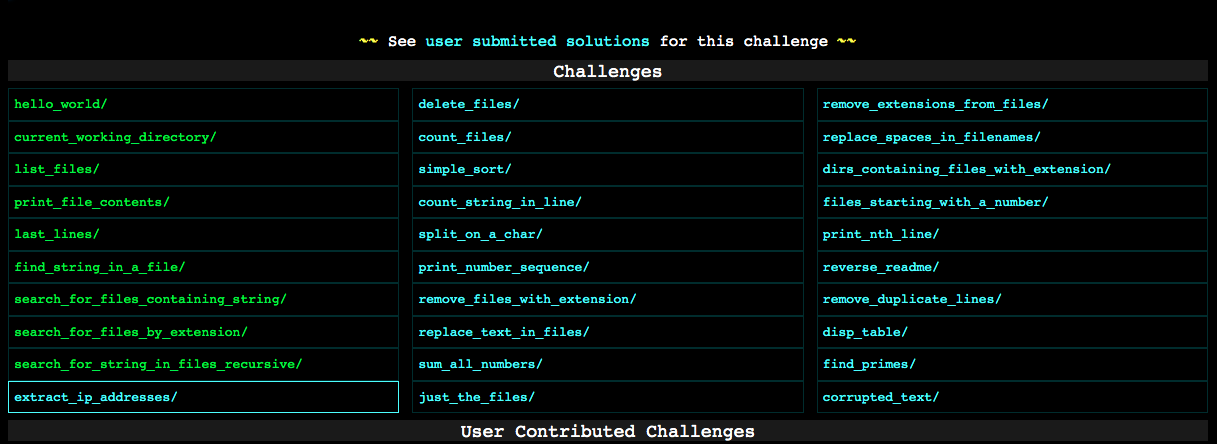 ~~ See user submitted solutions for this challenge ~~
Challenges
hello_world/
current_working_directory/
list_files/
print_file_contents/
last_lines/
find_string_in_a_file/
search_for_files_containing_string/
search_for_files_by_extension/
search_for_string_in_files_recursive/
extract_ip_addresses/
delete_files/
count_files/
simple_sort/
count_string_in_line/
split_on_a_char/
print_number_sequence/
remove_files_with_extension/
replace_text_in_files/
sum_all_numbers/
just_the_files/
remove_extensions_from_files/
replace_spaces_in_filenames/
dirs_containing_files_with_extension/
files_starting_with_a_number/
print_nth_line/
reverse_readme/
remove_duplicate_lines/
disp_table/
find_primes/
corrupted_text/
User Contributed Challenges